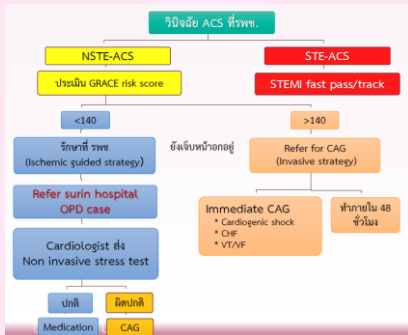 วินิจฉัย ACS ที่รพช.
NSTE-ACS
STE-ACS
ประเมิน GRACE risk score
STEMI fast pass/track
<140
>140
รักษาที่ รพช
(Ischemic guided strategy)
ยังเจ็บหน้าอกอยู่
Refer for CAG
(Invasive strategy)
Refer surin hospital
OPD case
Immediate CAG
* Cardiogenic shock
* CHF
* VT/VF
ทำภายใน 48
ชั่วโมง
Cardiologist ส่ง
Non invasive stress test
ปกติ
ผิดปกติ
Medication
CAG